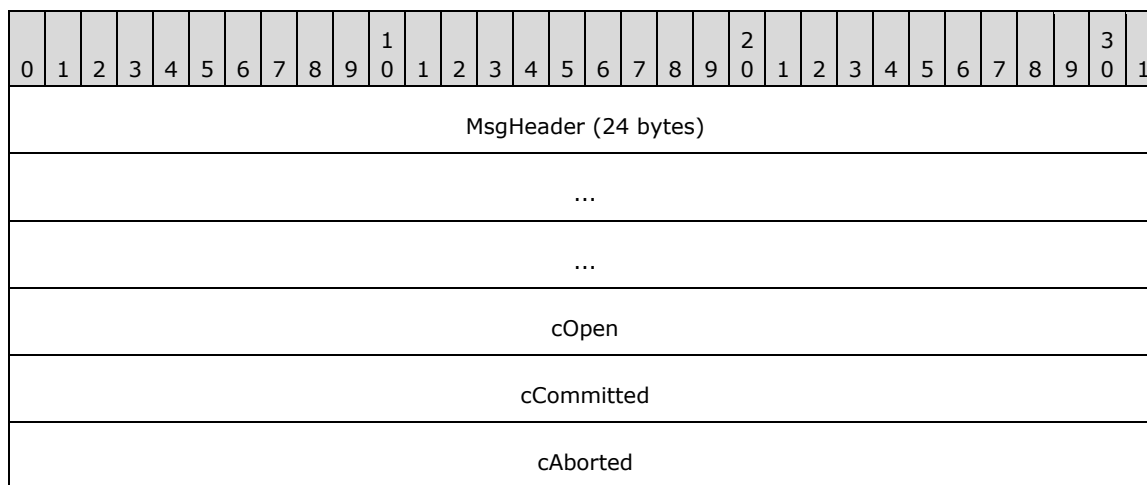 1 2 3
0 1 2 3 4 5 6 7 8 9 0 1 2 3 4 5 6 7 8 9 0 1 2 3 4 5 6 7 8 9 0 1
MsgHeader (24 bytes)
...
...
cOpen
cCommitted
cAborted